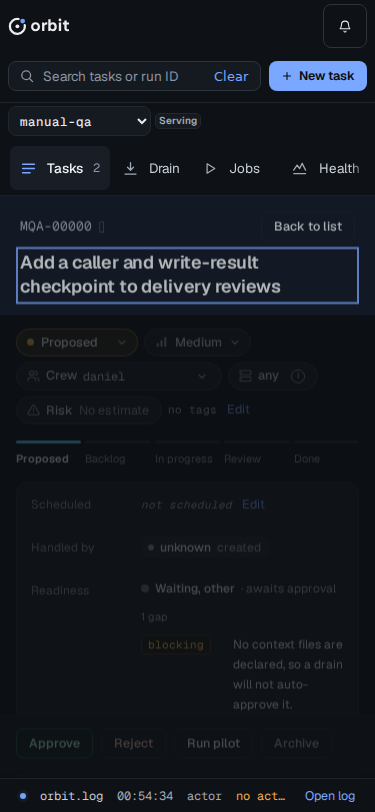 orbit
Search tasks or run ID Clear
+ New task
manual-qa Serving
Tasks 2 Drain Jobs Health
MQA-00000 Back to list
Add a caller and write-result
checkpoint to delivery reviews
Proposed Medium
Crew daniel any
Risk No estimate no tags Edit
Proposed Backlog In progress Review Done
Scheduled not scheduled Edit
Handled by unknown created
Readiness Waiting, other · awaits approval
1 gap
blocking No context files are
declared, so a drain
will not auto-
approve it.
Approve Reject Run pilot Archive
orbit.log 00:54:34 actor no act… Open log